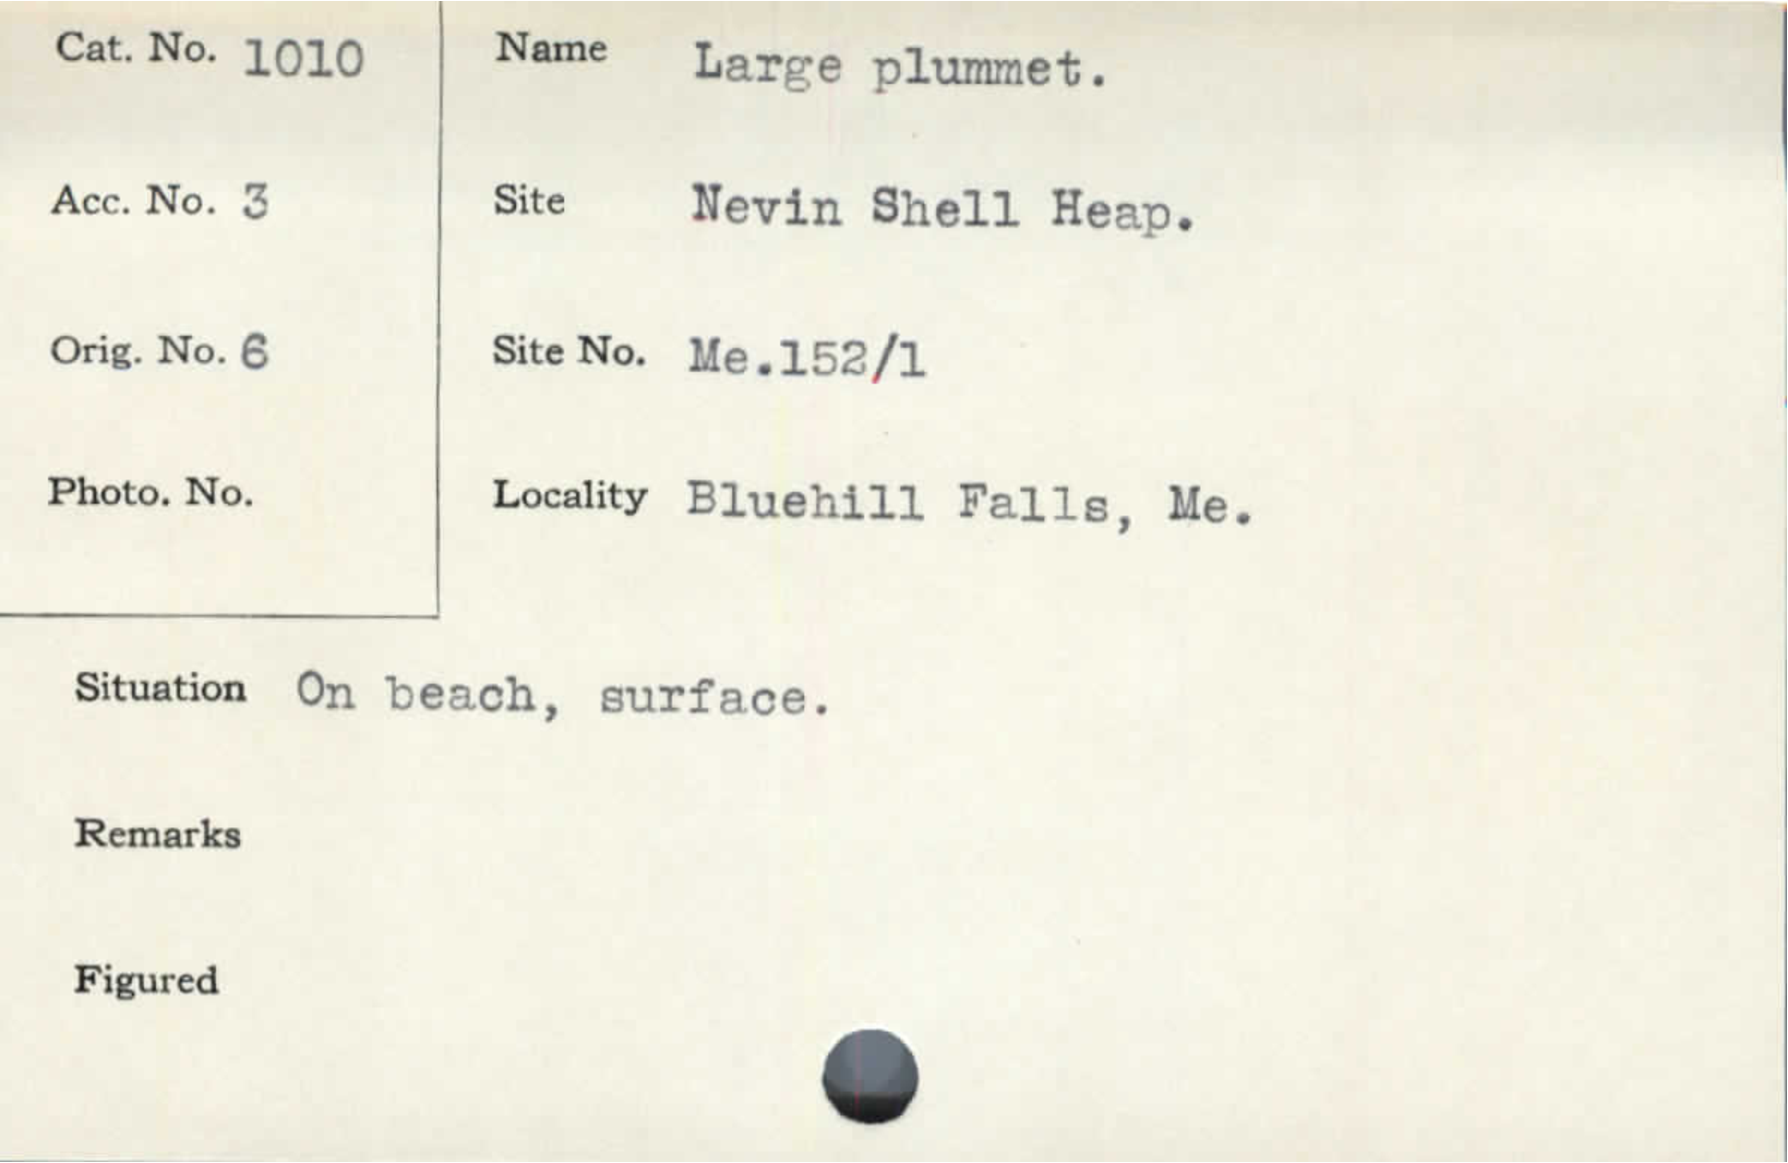 Cat. No. 1010
Acc. No. 3
Orig. No. 6
Photo. No.
Name Large plummet.
Site Nevin Shell Heap.
Site No. Me.152/1
Locality Bluehill Falls, Me.
Situation On beach, surface.
Remarks
Figured